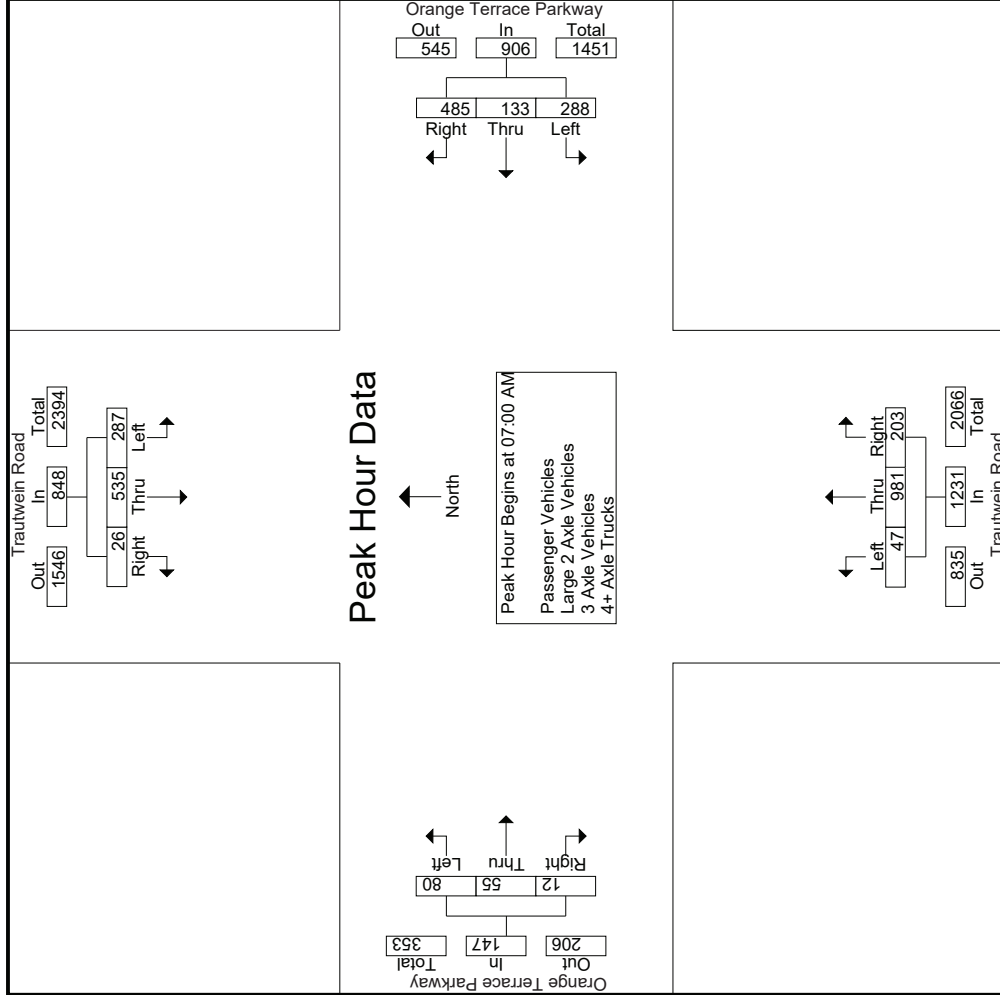 Orange Terrace Parkway
Out In Total
545 906 1451
485 133 288
Right Thru Left
Trautwein Road
Out In Total
1546 848 2394
26 535 287
Right Thru Left
Peak Hour Data
North
Peak Hour Begins at 07:00 AM
Passenger Vehicles
Large 2 Axle Vehicles
3 Axle Vehicles
4+ Axle Trucks
Left Thru Right
47 981 203
835 1231 2066
Out In Total
Trautwein Road
Left Thru Right
80 55 12
353 147 206
Total In Out
Orange Terrace Parkway